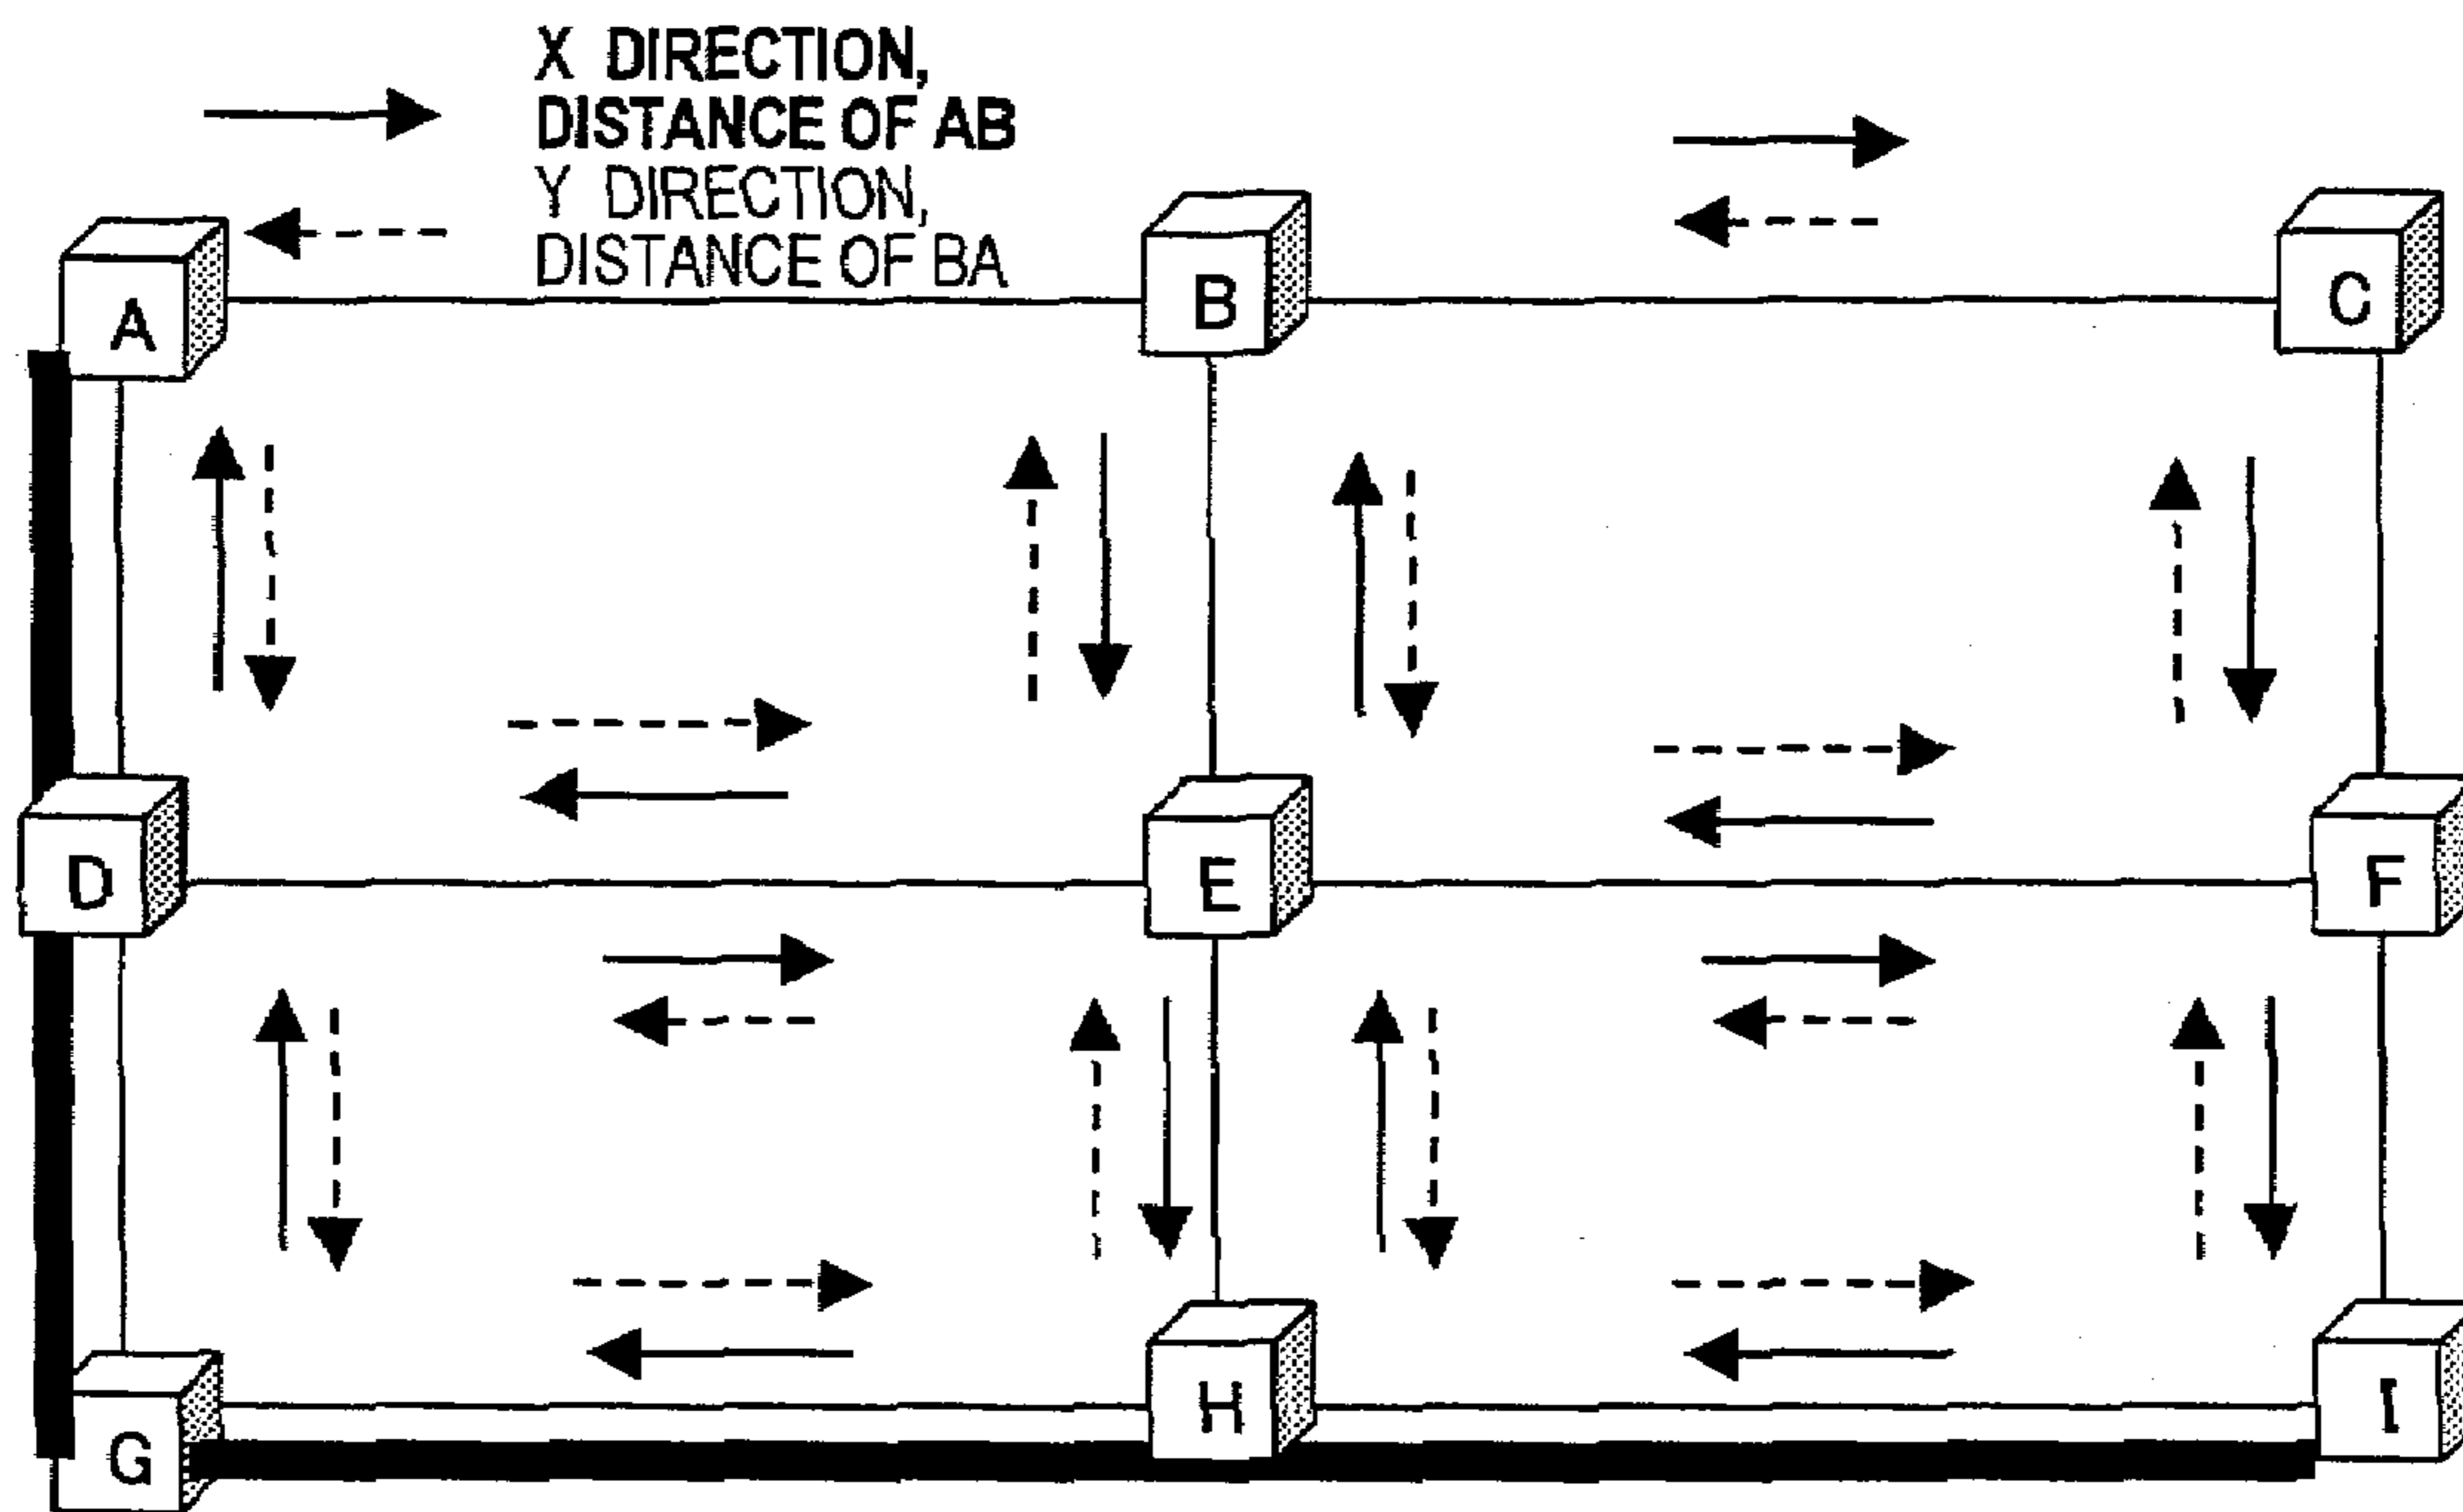 X DIRECTION,
DISTANCE OF AB
Y DIRECTION,
DISTANCE OF BA
A
B
C
D
E
F
G
H
I